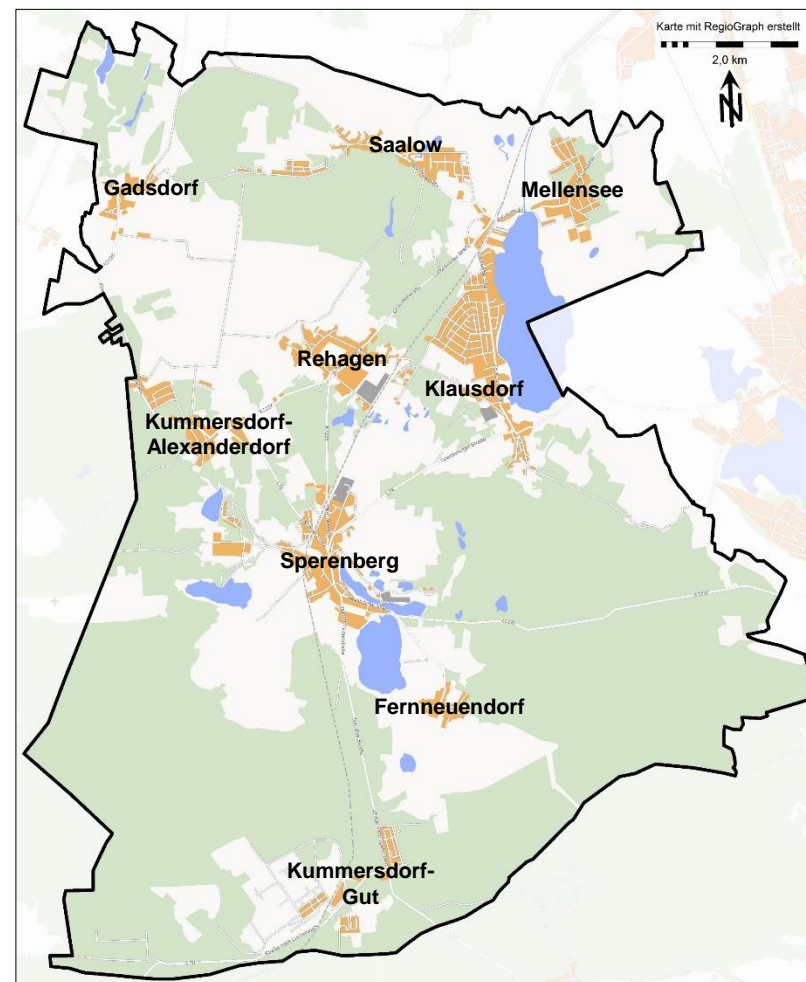 Karte mit RegioGraph erstellt
2,0 km
N
Saalow
Gadsdorf
Mellensee
Rehagen
Klausdorf
Kummersdorf-
Alexanderdorf
Sperenberg
Fernneuendorf
Kummersdorf-
Gut